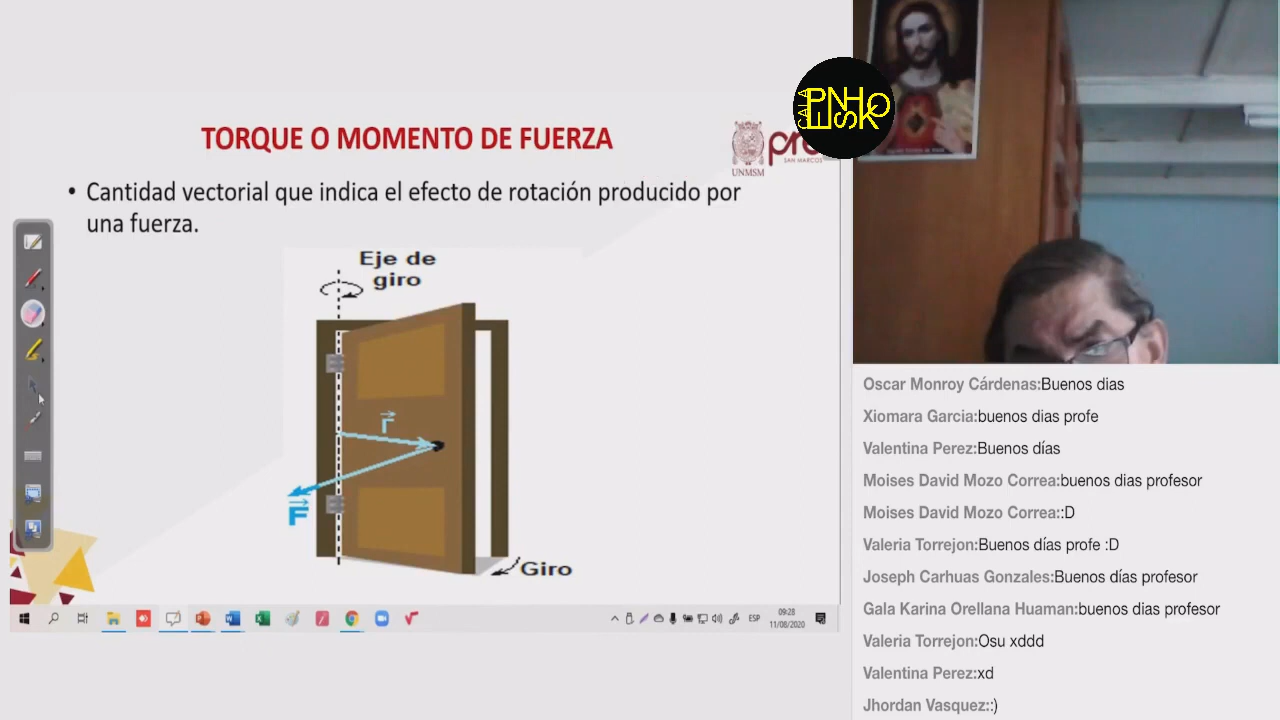 TORQUE O MOMENTO DE FUERZA
UNMSM
pre
SAN MARCOS
• Cantidad vectorial que indica el efecto de rotación producido por
una fuerza.
Eje de
giro
r
F
Giro
ESP
09:28
11/08/2020
Oscar Monroy Cárdenas:Buenos dias
Xiomara Garcia:buenos dias profe
Valentina Perez:Buenos días
Moises David Mozo Correa:buenos dias profesor
Moises David Mozo Correa::D
Valeria Torrejon:Buenos días profe :D
Joseph Carhuas Gonzales:Buenos días profesor
Gala Karina Orellana Huaman:buenos dias profesor
Valeria Torrejon:Osu xddd
Valentina Perez:xd
Jhordan Vasquez::)